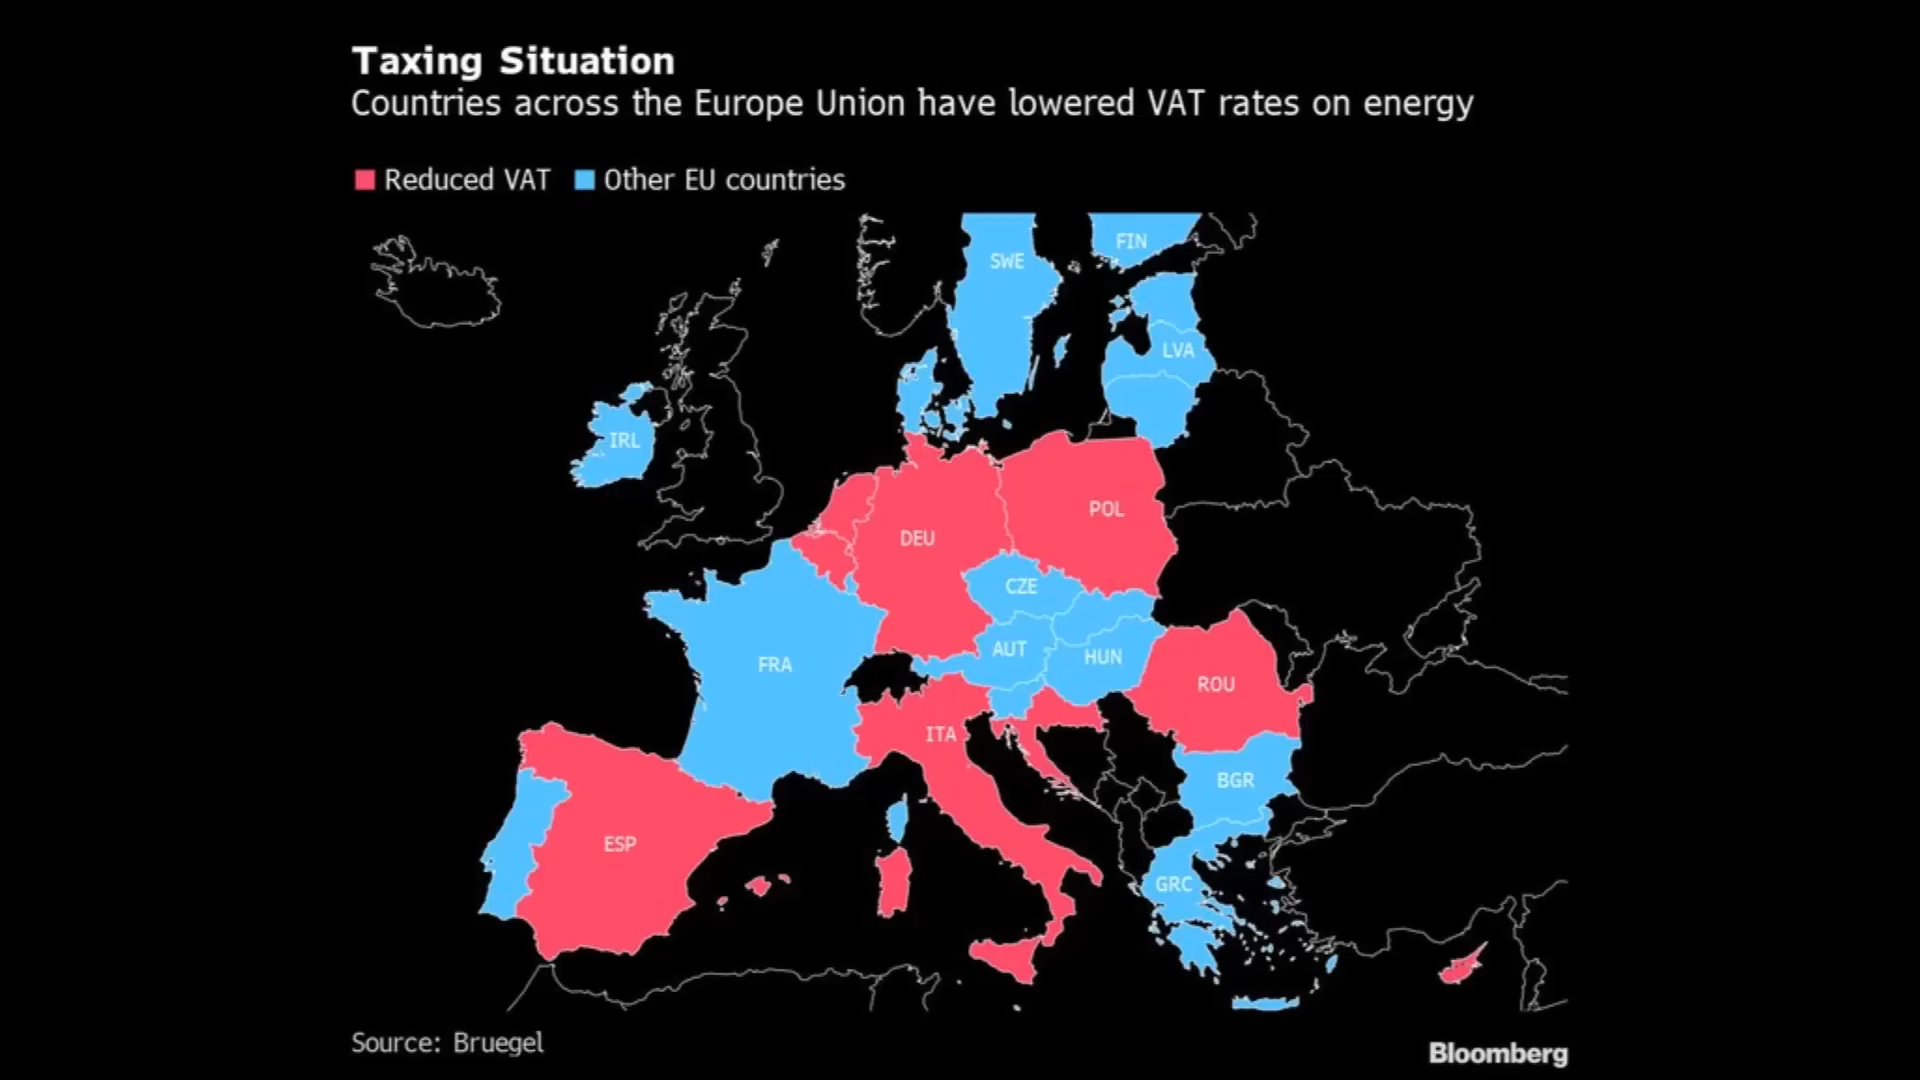 Taxing Situation
Countries across the Europe Union have lowered VAT rates on energy
Reduced VAT
Other EU countries
FIN
SWE
LVA
IRL
POL
DEU
CZE
AUT
HUN
FRA
ROU
ITA
BGR
ESP
GRC
Source: Bruegel
Bloomberg